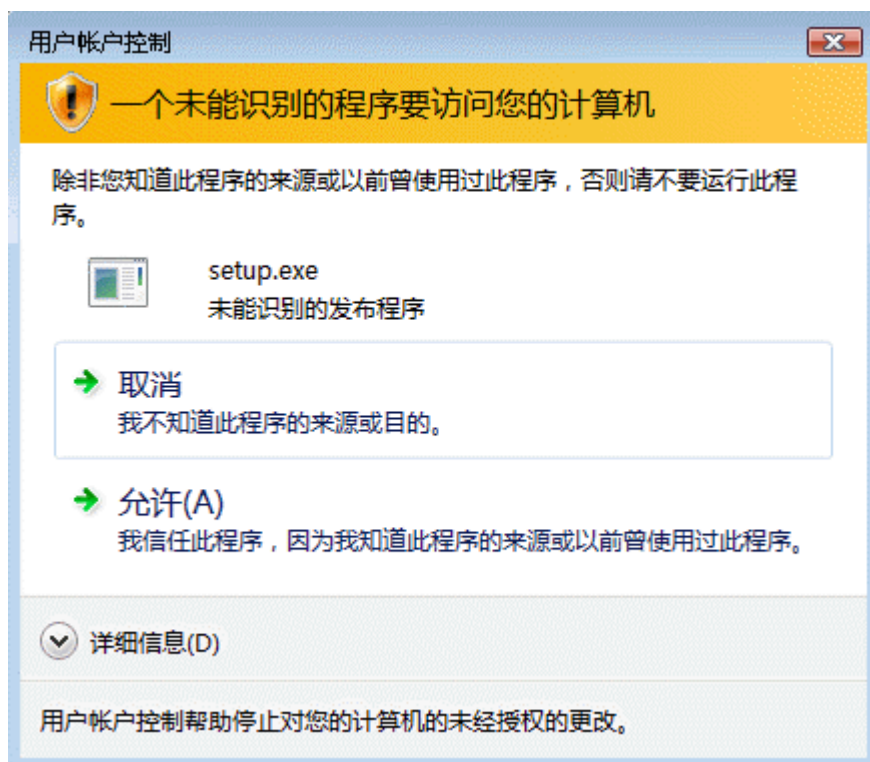 用户帐户控制
一个未能识别的程序要访问您的计算机
除非您知道此程序的来源或以前曾使用过此程序，否则请不要运行此程
序。
setup.exe
未能识别的发布程序
取消
我不知道此程序的来源或目的。
允许(A)
我信任此程序，因为我知道此程序的来源或以前曾使用过此程序。
详细信息(D)
用户帐户控制帮助停止对您的计算机的未经授权的更改。